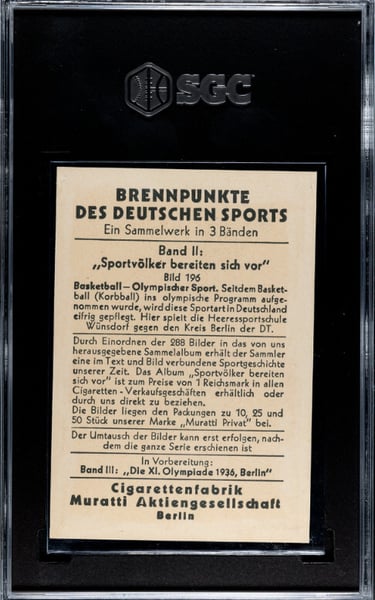 SGC
BRENNPUNKTE
DES DEUTSCHEN SPORTS
Ein Sammelwerk in 3 Bänden
Band II:
„Sportvölker bereiten sich vor"
Bild 196
Basketball — Olympischer Sport. Seitdem Basket-
ball (Korbball) ins olympische Programm aufge-
nommen wurde, wird diese Sportart in Deutschland
eifrig gepflegt. Hier spielt die Heeressportschule
Wünsdorf gegen den Kreis Berlin der DT.
Durch Einordnen der 288 Bilder in das von uns
herausgegebene Sammelalbum erhält der Sammler
eine im Text und Bild verbundene Sportgeschichte
unserer Zeit. Das Album „Sportvölker bereiten
sich vor" ist zum Preise von 1 Reichsmark in allen
Cigaretten-Verkaufsgeschäften erhältlich oder
durch uns direkt zu beziehen.
Die Bilder liegen den Packungen zu 10, 25 und
50 Stück unserer Marke „Muratti Privat" bei.
Der Umtausch der Bilder kann erst erfolgen, nach-
dem die ganze Serie erschienen ist
In Vorbereitung:
Band III: „Die XI. Olympiade 1936, Berlin"
Cigarettenfabrik
Muratti Aktiengesellschaft
Berlin